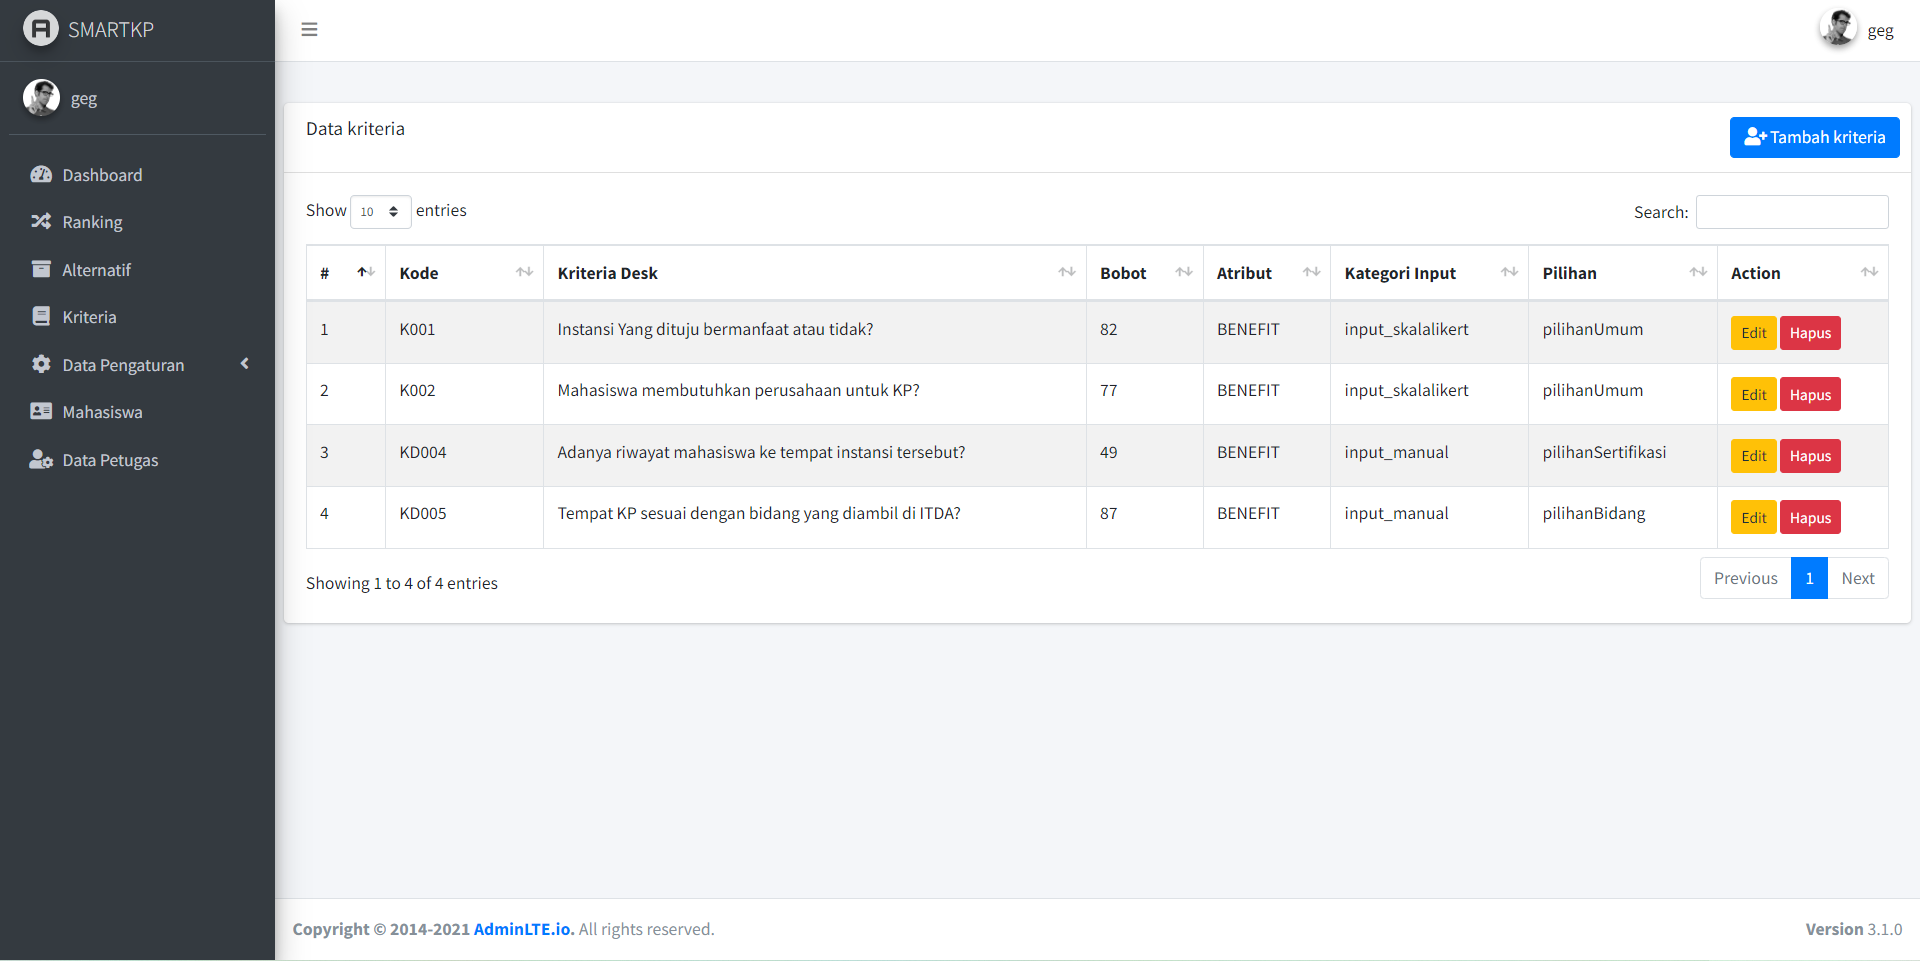 SMARTKP
geg
geg
Dashboard
Ranking
Alternatif
Kriteria
Data Pengaturan
Mahasiswa
Data Petugas
Data kriteria
Tambah kriteria
Show 10 entries
Search:
# Kode Kriteria Desk Bobot Atribut Kategori Input Pilihan Action
1 K001 Instansi Yang dituju bermanfaat atau tidak? 82 BENEFIT input_skalalikert pilihanUmum Edit Hapus
2 K002 Mahasiswa membutuhkan perusahaan untuk KP? 77 BENEFIT input_skalalikert pilihanUmum Edit Hapus
3 KD004 Adanya riwayat mahasiswa ke tempat instansi tersebut? 49 BENEFIT input_manual pilihanSertifikasi Edit Hapus
4 KD005 Tempat KP sesuai dengan bidang yang diambil di ITDA? 87 BENEFIT input_manual pilihanBidang Edit Hapus
Showing 1 to 4 of 4 entries
Previous 1 Next
Copyright © 2014-2021 AdminLTE.io. All rights reserved.
Version 3.1.0